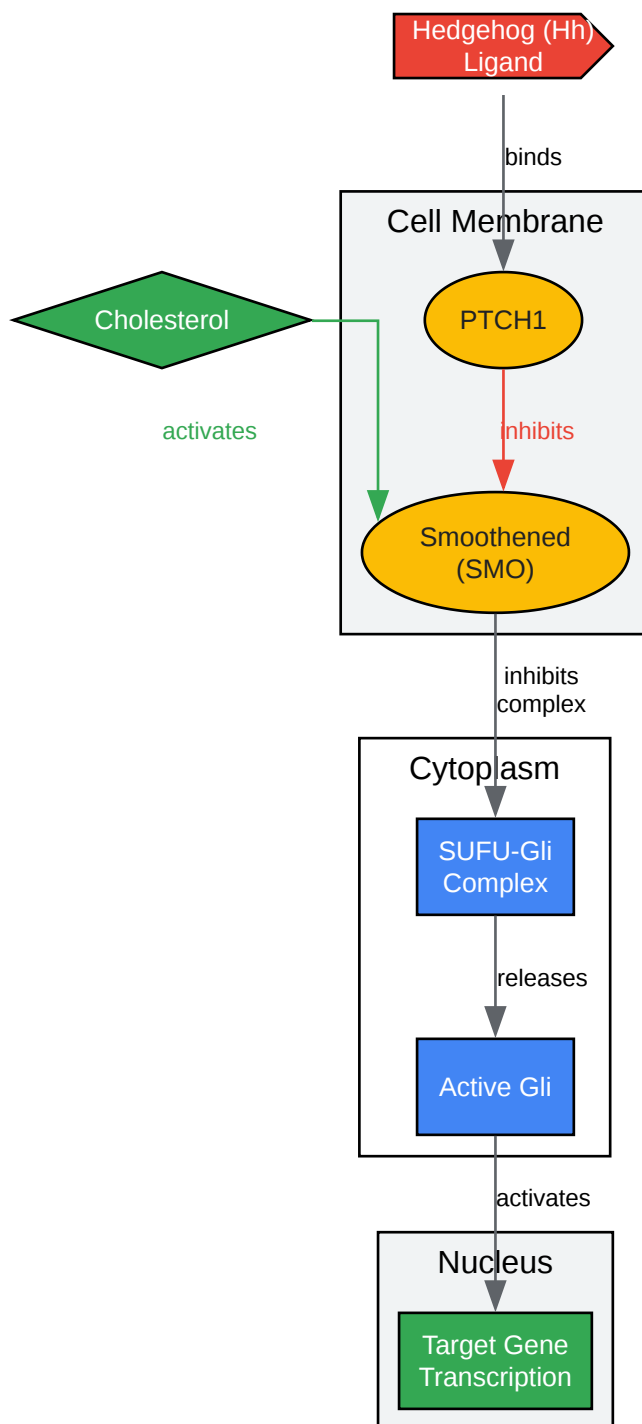 Hedgehog (Hh)
Ligand
binds
Cell Membrane
Cholesterol
PTCH1
activates
inhibits
Smoothened
(SMO)
inhibits
complex
Cytoplasm
SUFU-Gli
Complex
releases
Active Gli
activates
Nucleus
Target Gene
Transcription